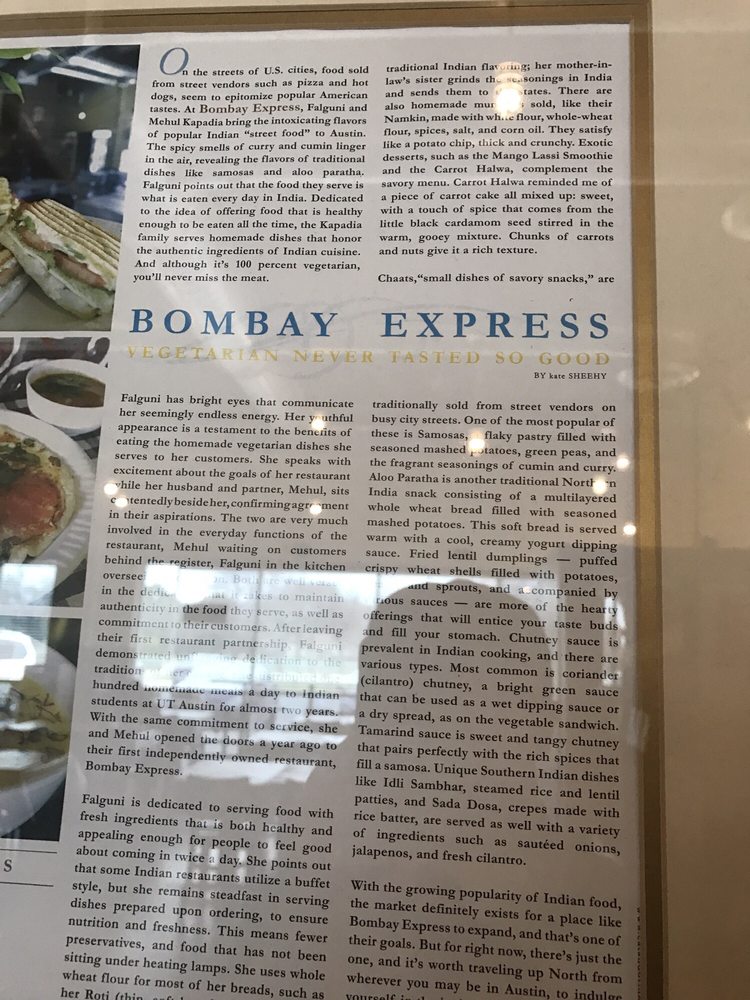 On the streets of U.S. cities, food sold
from street vendors such as pizza and hot
dogs, seem to epitomize popular American
tastes. At Bombay Express, Falguni and
Mehul Kapadia bring the intoxicating flavors
of popular Indian “street food” to Austin.
The spicy smells of curry and cumin linger
in the air, revealing the flavors of traditional
dishes like samosas and aloo paratha.
Falguni points out that the food they serve is
what is eaten every day in India. Dedicated
to the idea of offering food that is healthy
enough to be eaten all the time, the Kapadia
family serves homemade dishes that honor
the authentic ingredients of Indian cuisine.
And although it's 100 percent vegetarian,
you'll never miss the meat.
traditional Indian flavoring; her mother-in-
law's sister grinds the seasonings in India
and sends them to states. There are
also homemade sold, like their
Namkin, made with white flour, whole-wheat
flour, spices, salt, and corn oil. They satisfy
like a potato chip, thick and crunchy. Exotic
desserts, such as the Mango Lassi Smoothie
and the Carrot Halwa, complement the
savory menu. Carrot Halwa reminded me of
a piece of carrot cake all mixed up: sweet,
with a touch of spice that comes from the
little black cardamom seed stirred in the
warm, gooey mixture. Chunks of carrots
and nuts give it a rich texture.
Chaats,“small dishes of savory snacks,” are
BOMBAY EXPRESS
VEGETARIAN NEVER TASTED SO GOOD
BY kate SHEEHY
Falguni has bright eyes that communicate
her seemingly endless energy. Her youthful
appearance is a testament to the benefits of
eating the homemade vegetarian dishes she
serves to her customers. She speaks with
excitement about the goals of her restaurant
while her husband and partner, Mehul, sits
contentedly beside her, confirming agreement
in their aspirations. The two are very much
involved in the everyday functions of the
restaurant, Mehul waiting on customers
behind the register, Falguni in the kitchen
Both are well
in the it takes to maintain
authenticity in the food they serve, as well as
commitment to their customers. After leaving
their first restaurant partnership, Falguni
demonstrated dedication to the
tradition
hundred homemade meals a day to Indian
students at UT Austin for almost two years.
With the same commitment to service, she
and Mehul opened the doors a year ago to
their first independently owned restaurant,
Bombay Express.
Falguni is dedicated to serving food with
fresh ingredients that is both healthy and
appealing enough for people to feel good
about coming in twice a day. She points out
that some Indian restaurants utilize a buffet
style, but she remains steadfast in serving
dishes prepared upon ordering, to ensure
nutrition and freshness. This means fewer
preservatives, and food that has not been
sitting under heating lamps. She uses whole
wheat flour for most of her breads, such as
her Roti (thin,
traditionally sold from street vendors on
busy city streets. One of the most popular of
these is Samosas, flaky pastry filled with
seasoned mashed potatoes, green peas, and
the fragrant seasonings of cumin and curry.
Aloo Paratha is another traditional Northern
India snack consisting of a multilayered
whole wheat bread filled with seasoned
mashed potatoes. This soft bread is served
warm with a cool, creamy yogurt dipping
sauce. Fried lentil dumplings — puffed
crispy wheat shells filled with potatoes,
and sprouts, and accompanied by
various sauces — are more of the hearty
offerings that will entice your taste buds
and fill your stomach. Chutney sauce is
prevalent in Indian cooking, and there are
various types. Most common is coriander
(cilantro) chutney, a bright green sauce
that can be used as a wet dipping sauce or
a dry spread, as on the vegetable sandwich.
Tamarind sauce is sweet and tangy chutney
that pairs perfectly with the rich spices that
fill a samosa. Unique Southern Indian dishes
like Idli Sambhar, steamed rice and lentil
patties, and Sada Dosa, crepes made with
rice batter, are served as well with a variety
of ingredients such as sautéed onions,
jalapenos, and fresh cilantro.
With the growing popularity of Indian food,
the market definitely exists for a place like
Bombay Express to expand, and that's one of
their goals. But for right now, there's just the
one, and it's worth traveling up North from
wherever you may be in Austin, to indulge
S